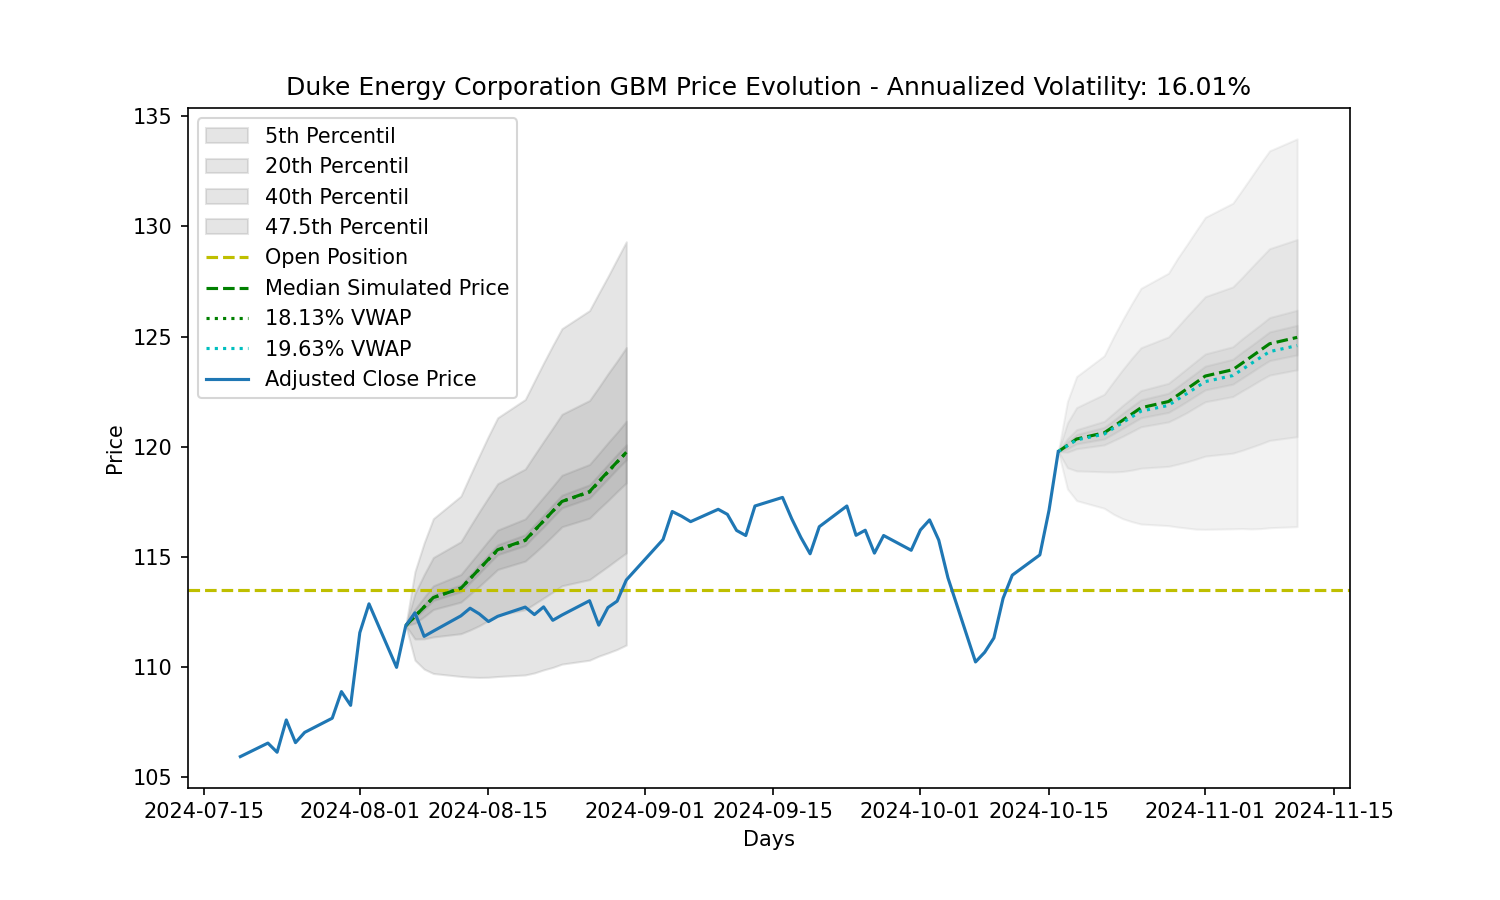 Duke Energy Corporation GBM Price Evolution - Annualized Volatility: 16.01%
135
130
125
120
115
110
105
Price
5th Percentil
20th Percentil
40th Percentil
47.5th Percentil
Open Position
Median Simulated Price
18.13% VWAP
19.63% VWAP
Adjusted Close Price
2024-07-15 2024-08-01 2024-08-15 2024-09-01 2024-09-15 2024-10-01 2024-10-15 2024-11-01 2024-11-15
Days